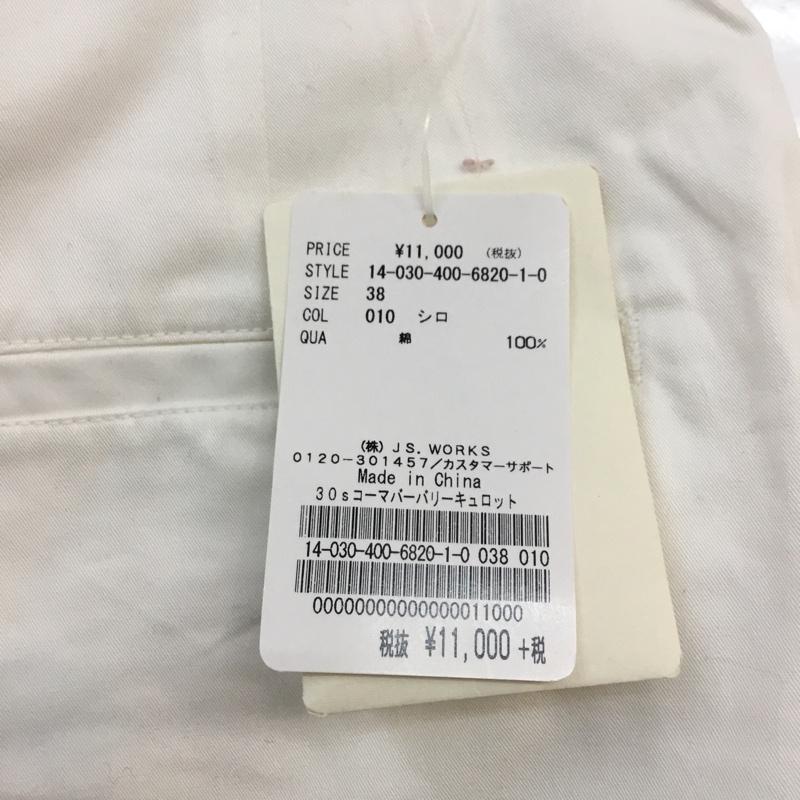 PRICE ¥11,000 (税抜)
STYLE 14-030-400-6820-1-0
SIZE 38
COL 010 シロ
QUA 綿 100%
(株)JS.WORKS
0120-301457/カスタマーサポート
Made in China
30sコーマバーバリーキュロット
14-030-400-6820-1-0 038 010
00000000000000011000
税抜 ¥11,000 +税